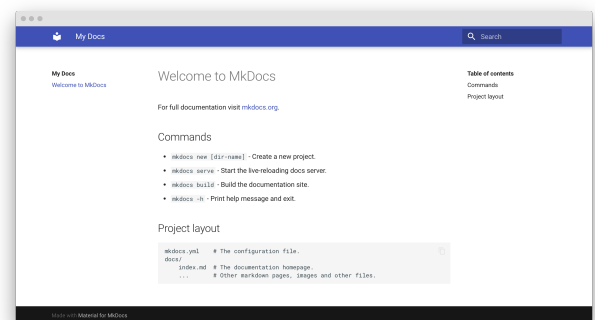 My Docs
Search
My Docs
Welcome to MkDocs
Welcome to MkDocs
For full documentation visit mkdocs.org.
Commands
mkdocs new [dir-name] - Create a new project.
mkdocs serve - Start the live-reloading docs server.
mkdocs build - Build the documentation site.
mkdocs -h - Print help message and exit.
Project layout
mkdocs.yml # The configuration file.
docs/
index.md # The documentation homepage.
... # Other markdown pages, images and other files.
Table of contents
Commands
Project layout
Made with Material for MkDocs